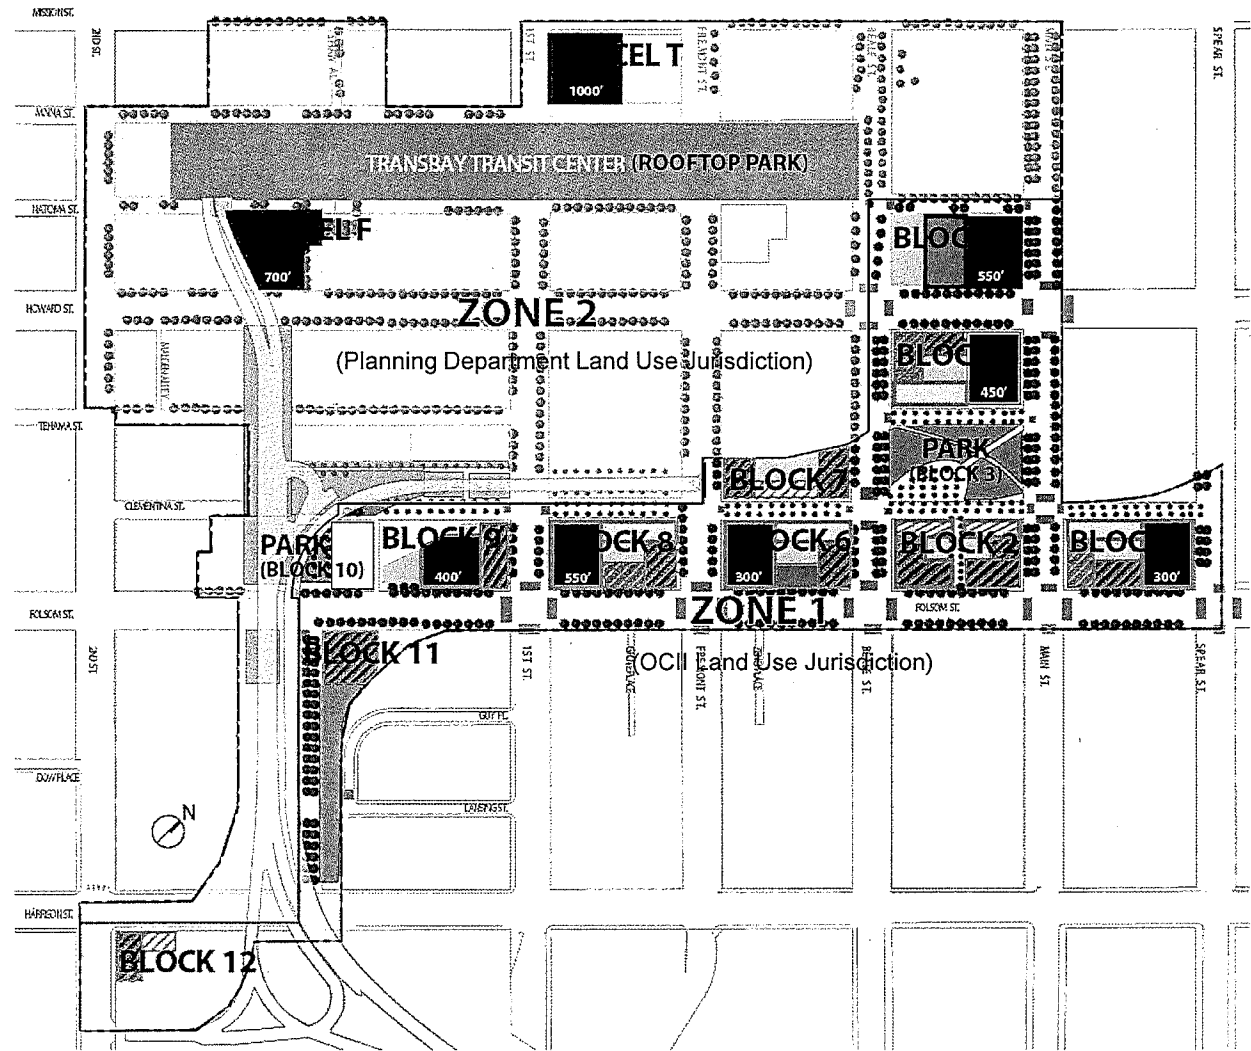 MISSION ST.
2ND ST.
1ST ST
FREMONT ST.
BEALE ST.
MAIN ST.
SPEAR ST.
CEL T
1000'
MINNA ST.
TRANSBAY TRANSIT CENTER (ROOFTOP PARK)
NATOMA ST.
EL F
700'
BLOC
550'
HOWARD ST.
ZONE 2
(Planning Department Land Use Jursdiction)
MALDEN ALLEY
BLOC
450'
TEHAMA ST.
PARK
(BLOCK 3)
BLOCK 7
CLEMENTINA ST.
PARK
(BLOCK 10)
BLOCK 9
400'
OCK 8
550'
OCK 6
300'
BLOCK 2
BLOC
300'
FOLSOM ST.
ZONE 1
FOLSOM ST.
(OCII Land Use Jurisdiction)
BLOCK 11
2ND ST
1ST ST.
FREMONT ST.
BEALE ST.
MAIN ST.
SPEAR ST.
GUY PL
DOW PLACE
LANSING ST.
N
HARRISON ST.
BLOCK 12